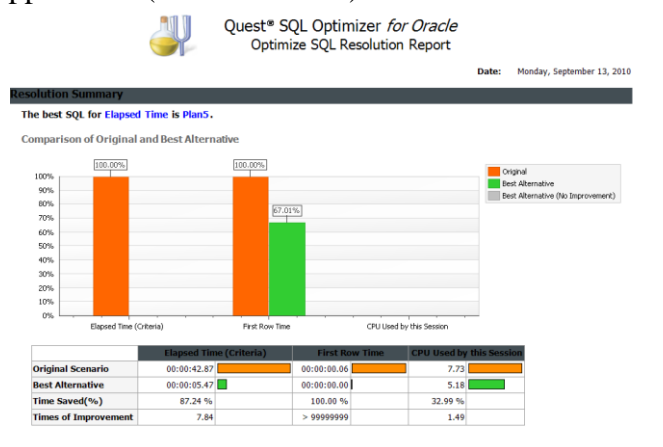 Quest® SQL Optimizer for Oracle
Optimize SQL Resolution Report
Date: Monday, September 13, 2010
Resolution Summary
The best SQL for Elapsed Time is Plan5.
Comparison of Original and Best Alternative
100.00% 100.00%
Original
Best Alternative
Best Alternative (No Improvement)
100%
90%
80%
70%
67.01%
60%
50%
40%
30%
20%
10%
0%
Elapsed Time (Criteria) First Row Time CPU Used by this Session
Elapsed Time (Criteria) First Row Time CPU Used by this Session
Original Scenario 00:00:42.87 00:00:00.06 7.73
Best Alternative 00:00:05.47 00:00:00.00 5.18
Time Saved(%) 87.24 % 100.00 % 32.99 %
Times of Improvement 7.84 > 99999999 1.49